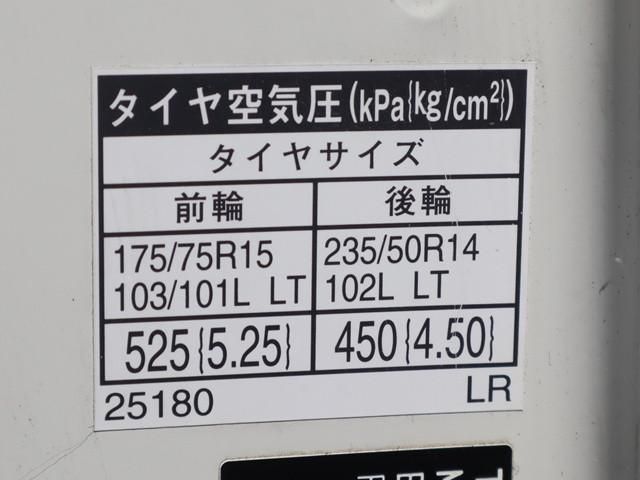 タイヤ空気圧(kPa{kg/cm²})
タイヤサイズ
前輪 後輪
175/75R15 235/50R14
103/101L LT 102L LT
525{5.25} 450{4.50}
25180 LR